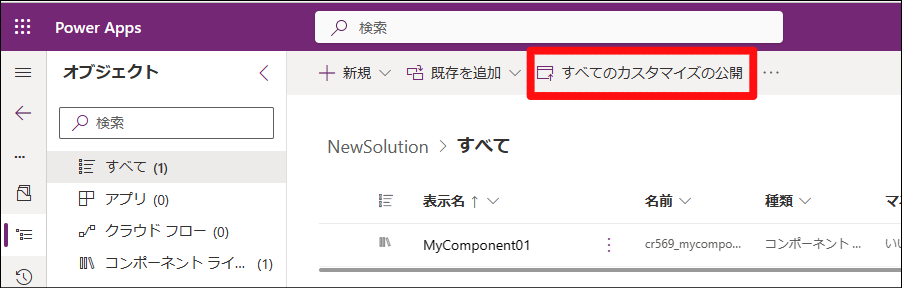 Power Apps
検索
オブジェクト
検索
すべて (1)
アプリ (0)
クラウド フロー (0)
コンポーネント ライ... (1)
新規
既存を追加
すべてのカスタマイズの公開
...
NewSolution > すべて
表示名 ↑ 名前 種類
MyComponent01 cr569_mycompo... コンポーネント ...